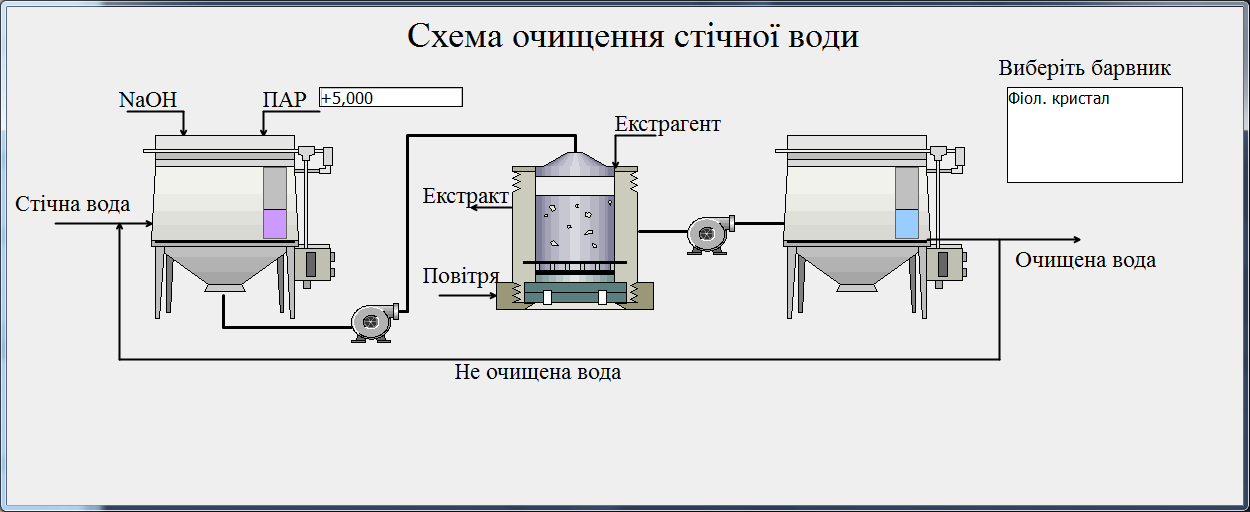 Схема очищення стічної води
Виберіть барвник
NaOH
ПАР
+5,000
Фіол. кристал
Екстрагент
Екстракт
Стічна вода
Повітря
Очищена вода
Не очищена вода